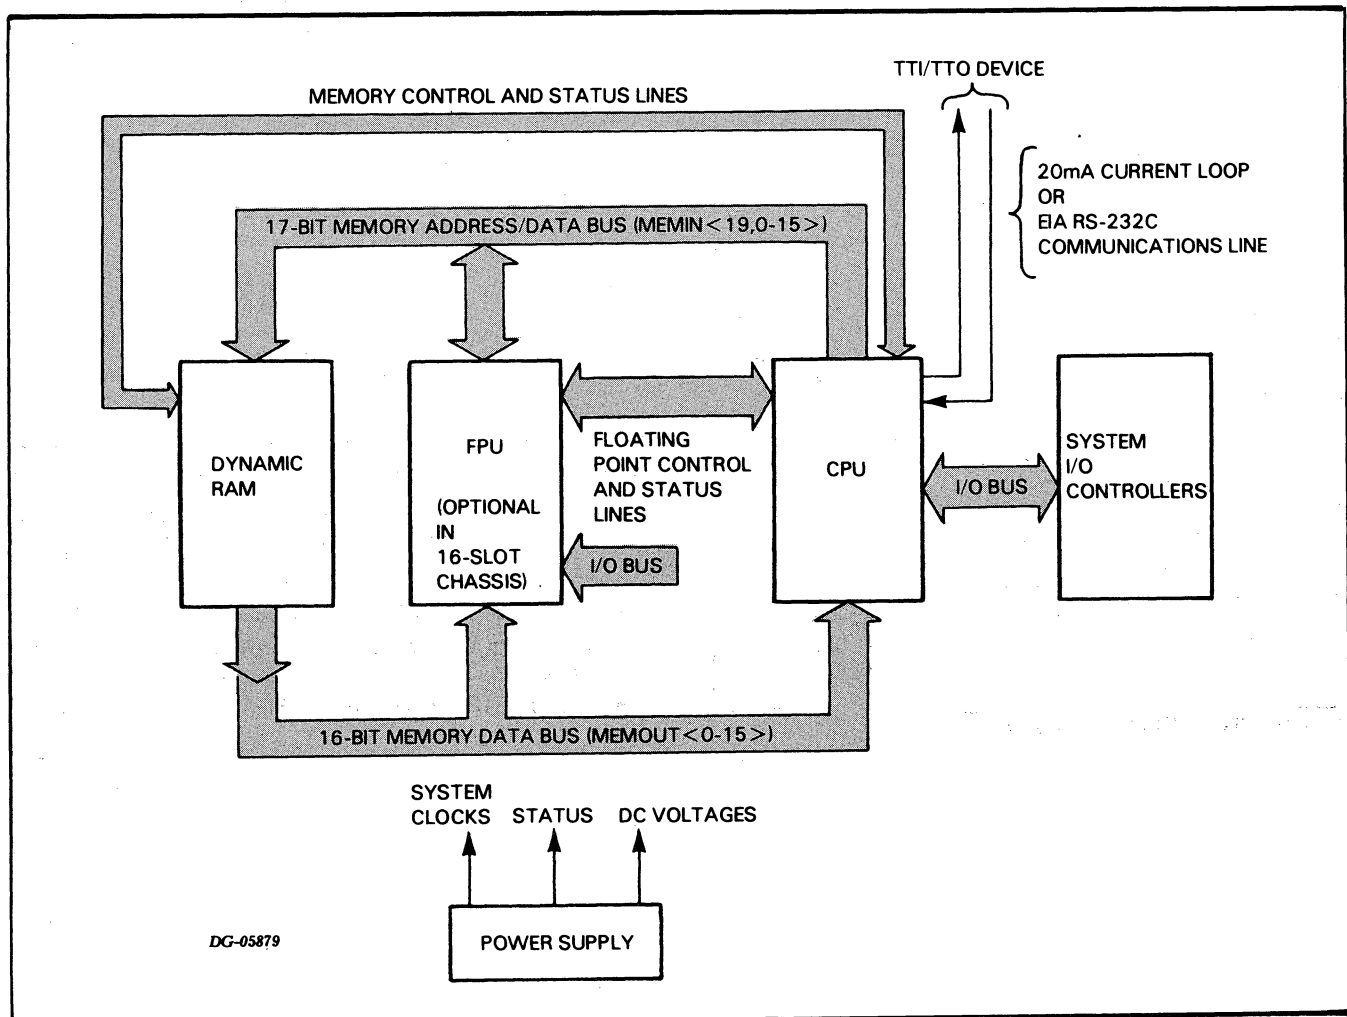 TTI/TTO DEVICE
MEMORY CONTROL AND STATUS LINES
20mA CURRENT LOOP
OR
EIA RS-232C
COMMUNICATIONS LINE
17-BIT MEMORY ADDRESS/DATA BUS (MEMIN<19,0-15>)
DYNAMIC
RAM
FPU
(OPTIONAL
IN
16-SLOT
CHASSIS)
FLOATING
POINT CONTROL
AND STATUS
LINES
I/O BUS
CPU
I/O BUS
SYSTEM
I/O
CONTROLLERS
16-BIT MEMORY DATA BUS (MEMOUT<0-15>)
SYSTEM
CLOCKS
STATUS
DC VOLTAGES
POWER SUPPLY
DG-05879